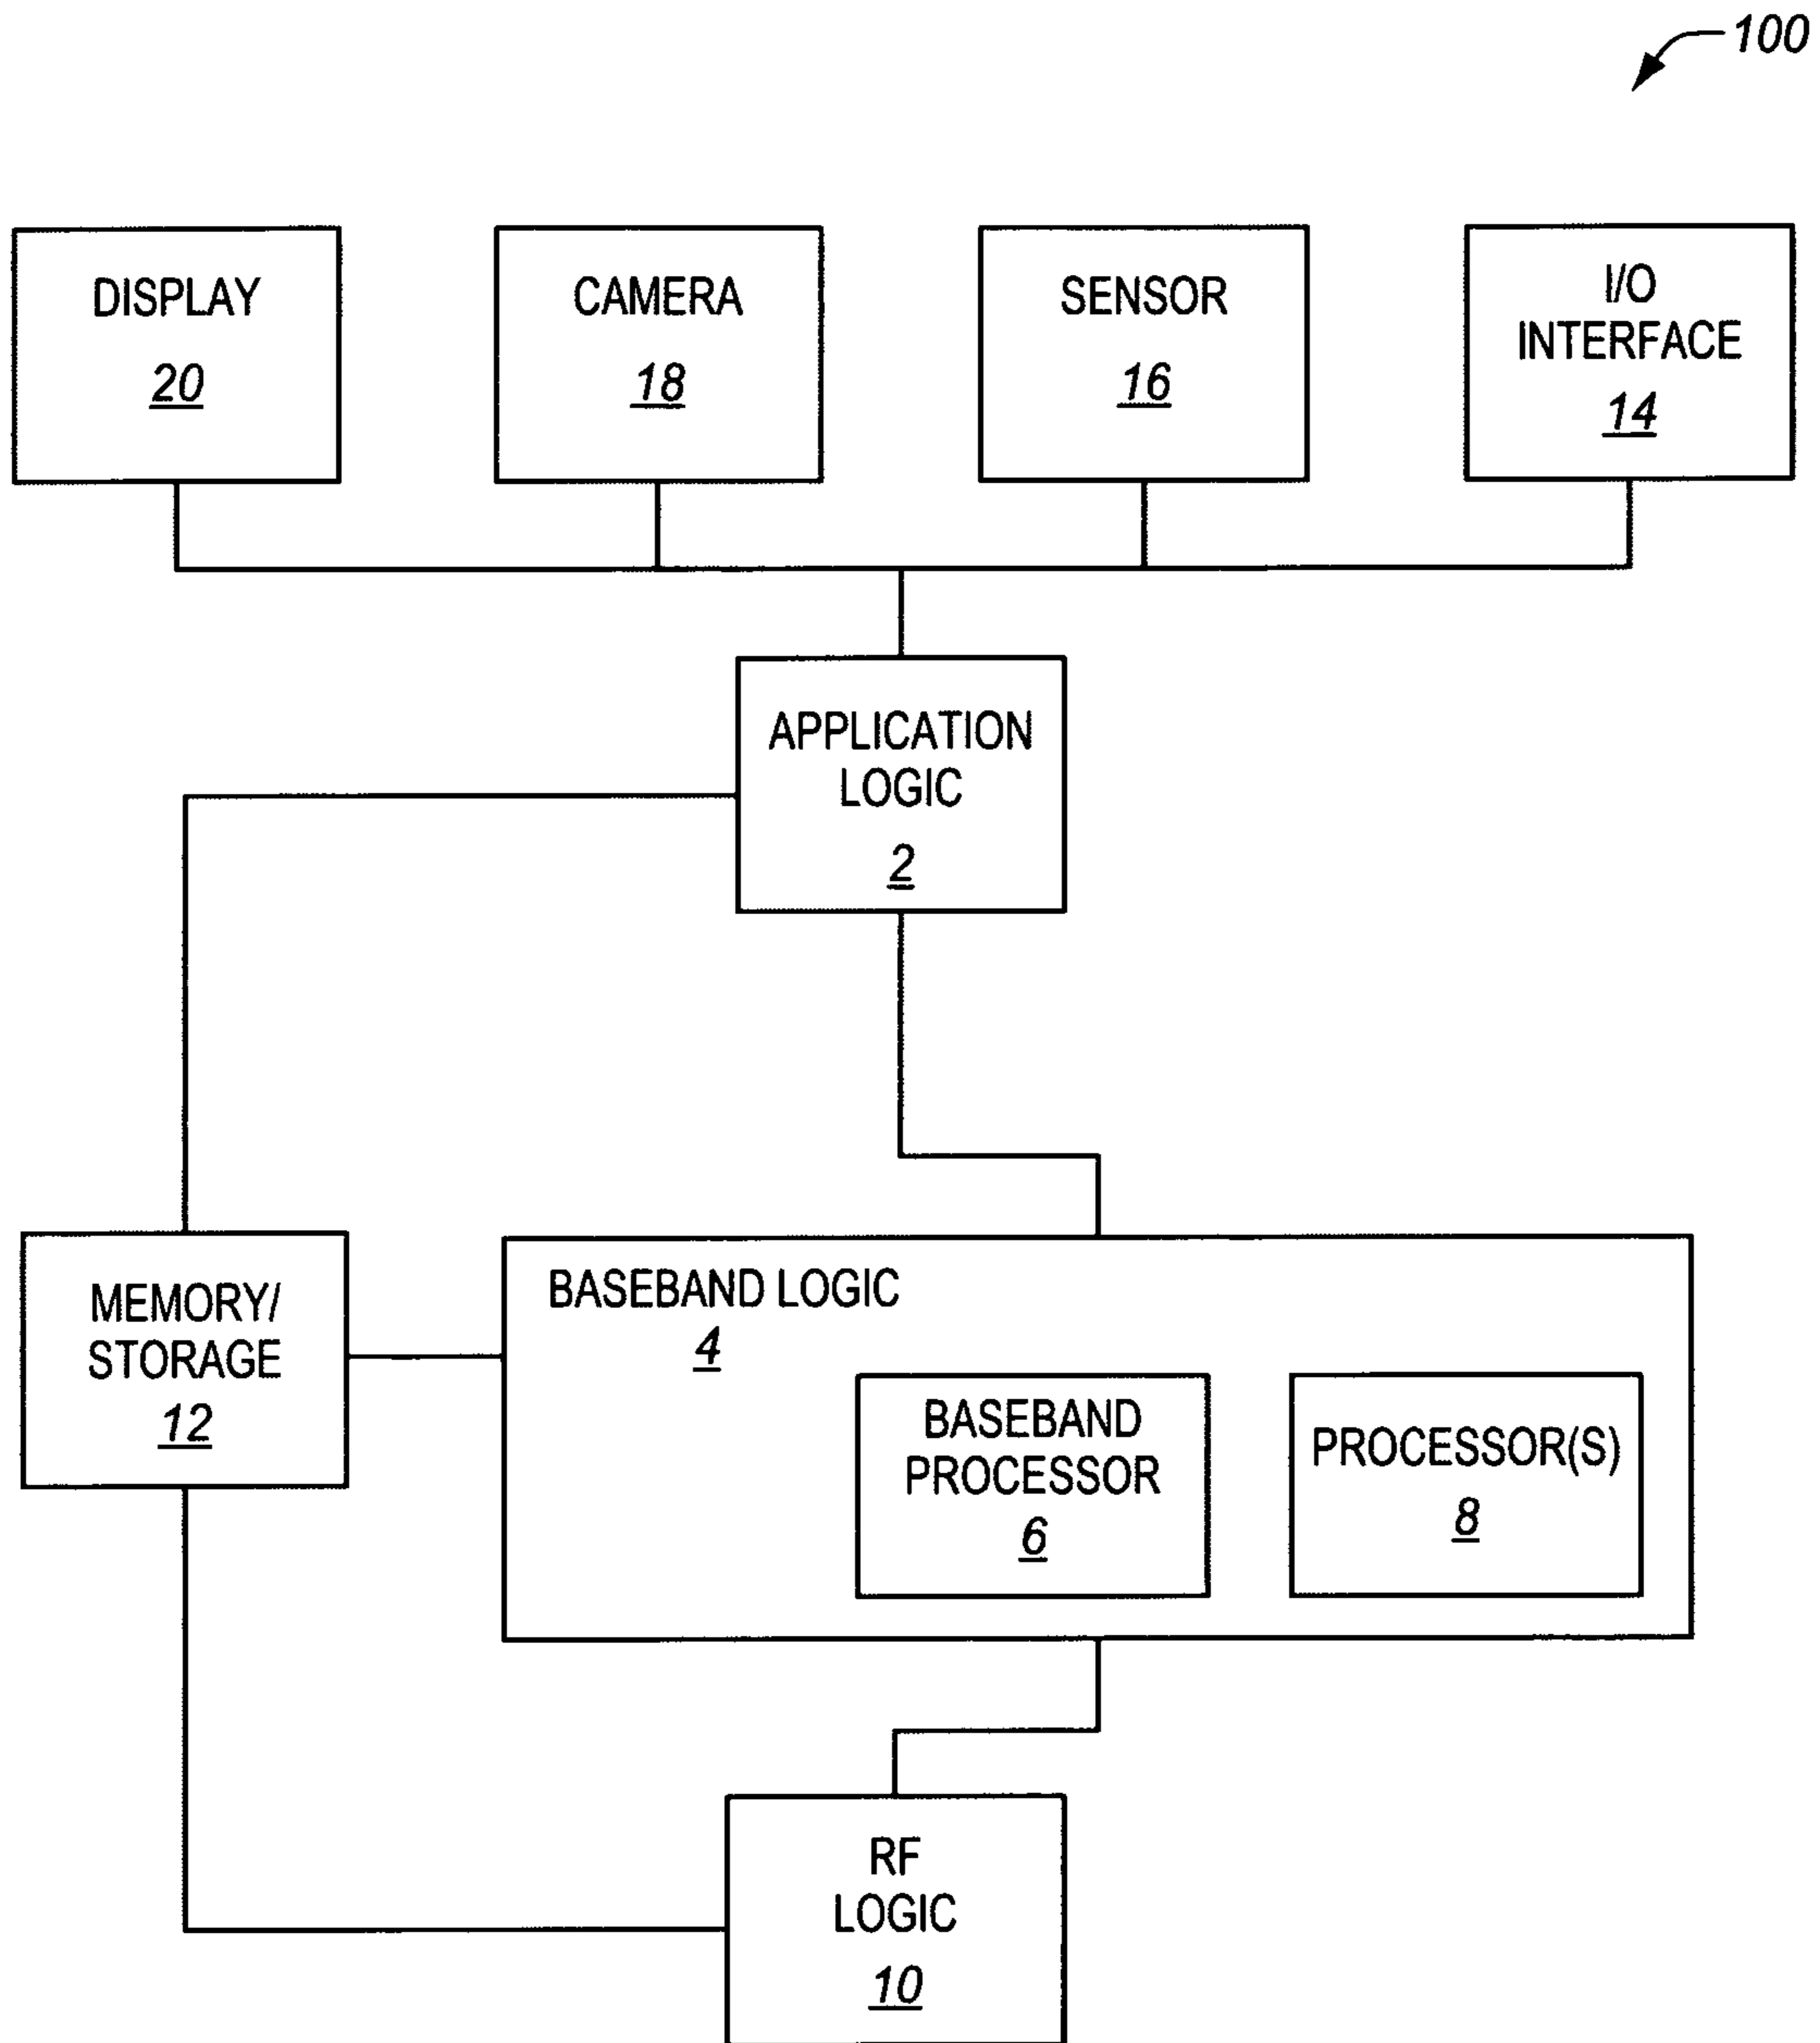 100
DISPLAY
20
CAMERA
18
SENSOR
16
I/O
INTERFACE
14
APPLICATION
LOGIC
2
MEMORY/
STORAGE
12
BASEBAND LOGIC
4
BASEBAND
PROCESSOR
6
PROCESSOR(S)
8
RF
LOGIC
10